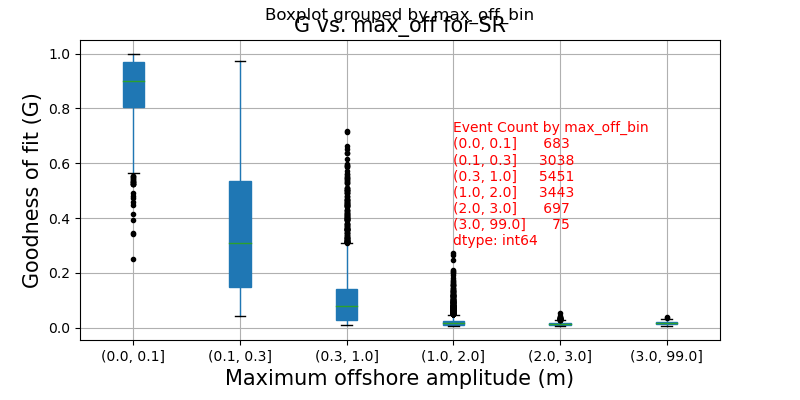 Boxplot grouped by max_off_bin
G vs. max_off for SR
Goodness of fit (G)
1.0
0.8
0.6
0.4
0.2
0.0
Event Count by max_off_bin
(0.0, 0.1] 683
(0.1, 0.3] 3038
(0.3, 1.0] 5451
(1.0, 2.0] 3443
(2.0, 3.0] 697
(3.0, 99.0] 75
dtype: int64
(0.0, 0.1] (0.1, 0.3] (0.3, 1.0] (1.0, 2.0] (2.0, 3.0] (3.0, 99.0]
Maximum offshore amplitude (m)